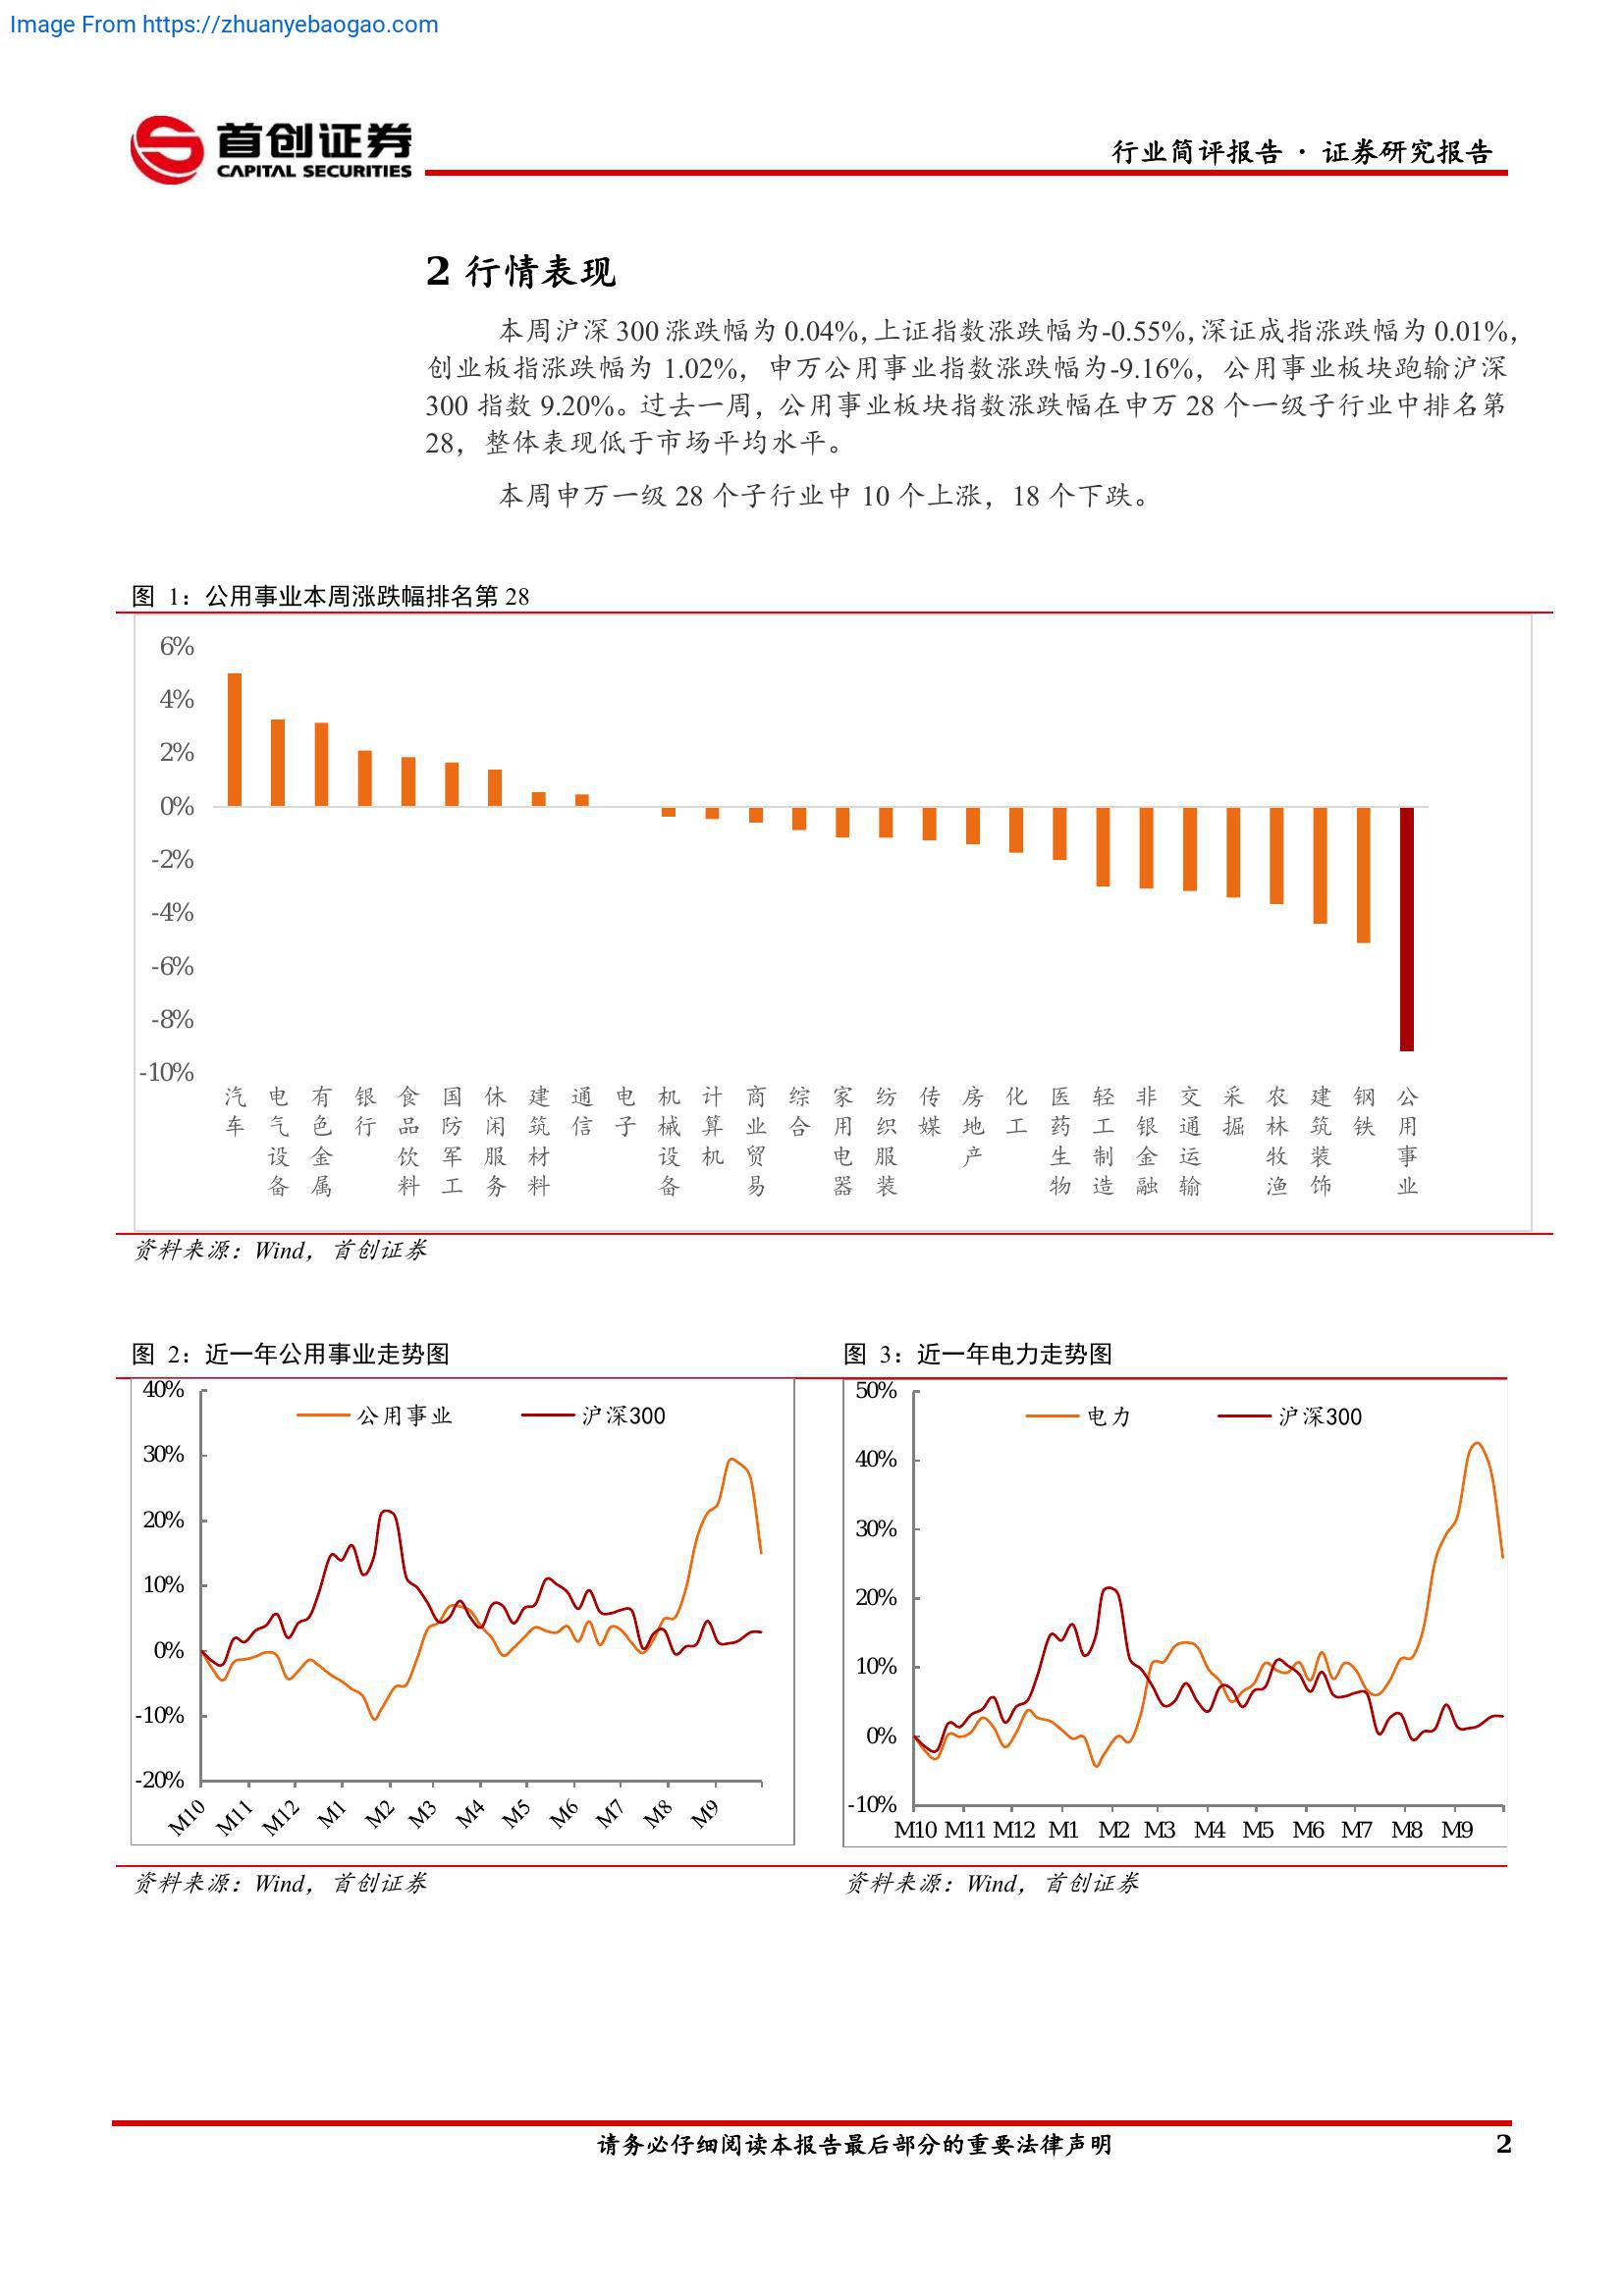 Image From https://zhuanyebaogao.com
首创证券
CAPITAL SECURITIES
行业简评报告 · 证券研究报告
2 行情表现
本周沪深 300 涨跌幅为 0.04%，上证指数涨跌幅为-0.55%，深证成指涨跌幅为 0.01%，
创业板指涨跌幅为 1.02%，申万公用事业指数涨跌幅为-9.16%，公用事业板块跑输沪深
300 指数 9.20%。过去一周，公用事业板块指数涨跌幅在申万 28 个一级子行业中排名第
28，整体表现低于市场平均水平。
本周申万一级 28 个子行业中 10 个上涨，18 个下跌。
图 1：公用事业本周涨跌幅排名第 28
6%
4%
2%
0%
-2%
-4%
-6%
-8%
-10%
汽车
电气设备
有色金属
银行
食品饮料
国防军工
休闲服务
建筑材料
通信
电子
机械设备
计算机
商业贸易
综合
家用电器
纺织服装
传媒
房地产
化工
医药生物
轻工制造
非银金融
交通运输
采掘
农林牧渔
建筑装饰
钢铁
公用事业
资料来源：Wind，首创证券
图 2：近一年公用事业走势图
公用事业 沪深300
40%
30%
20%
10%
0%
-10%
-20%
M10 M11 M12 M1 M2 M3 M4 M5 M6 M7 M8 M9
资料来源：Wind，首创证券
图 3：近一年电力走势图
电力 沪深300
50%
40%
30%
20%
10%
0%
-10%
M10 M11 M12 M1 M2 M3 M4 M5 M6 M7 M8 M9
资料来源：Wind，首创证券
请务必仔细阅读本报告最后部分的重要法律声明 2